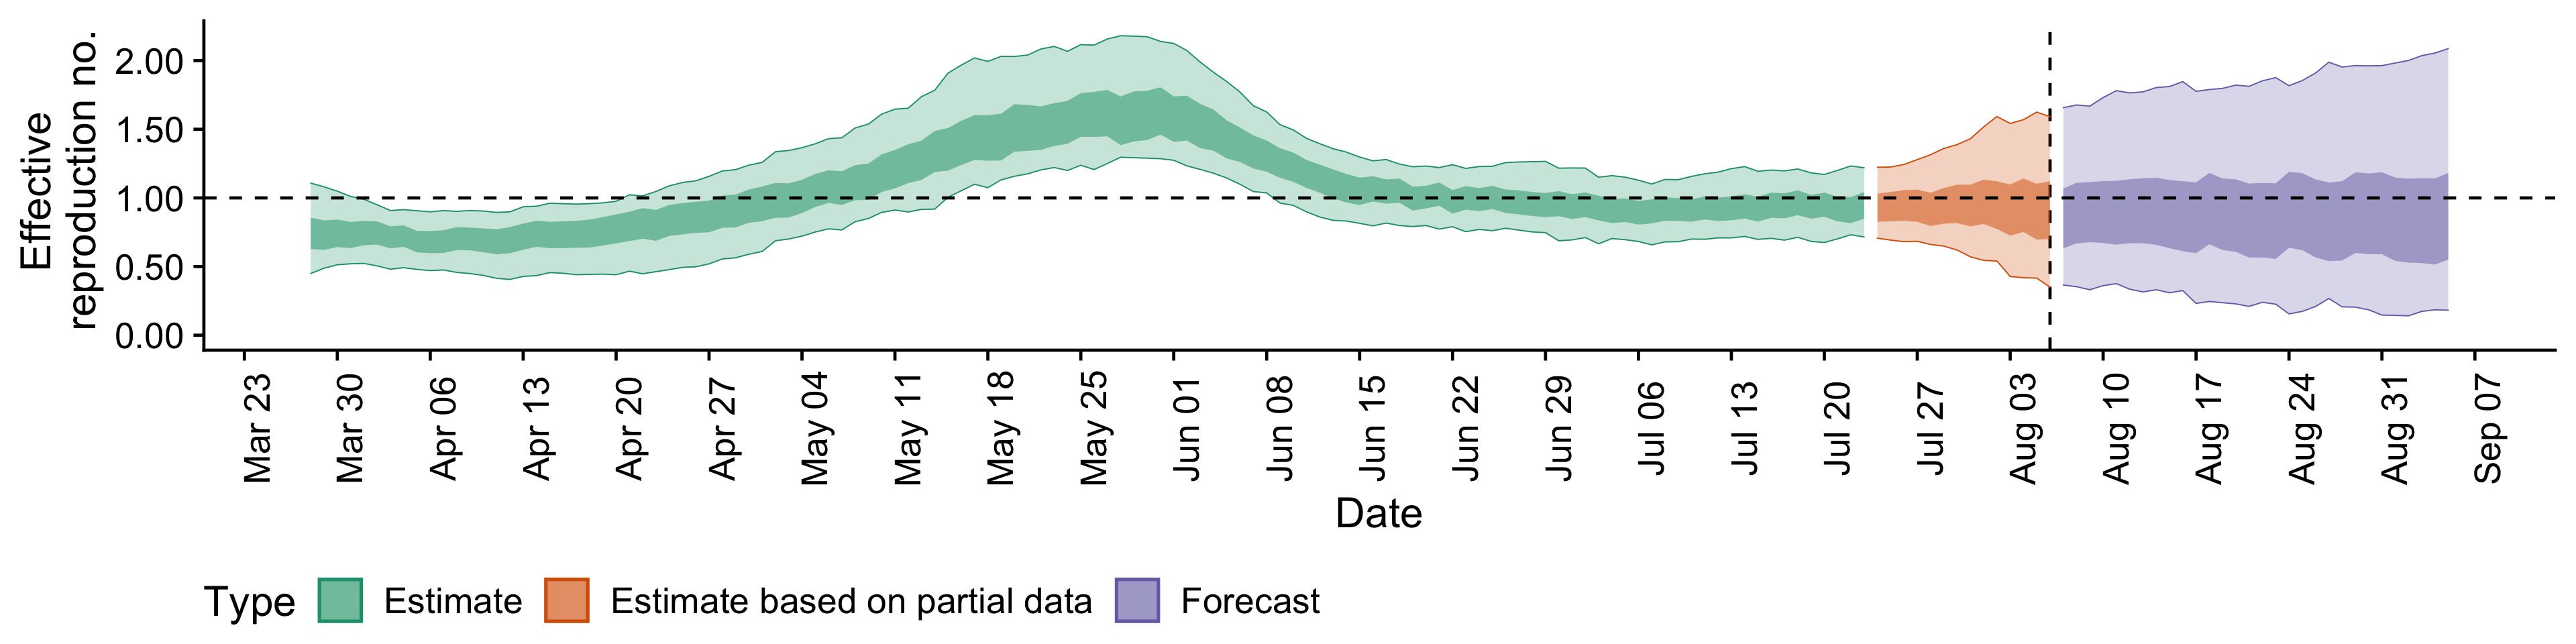 Effective
reproduction no.
2.00
1.50
1.00
0.50
0.00
Mar 23
Mar 30
Apr 06
Apr 13
Apr 20
Apr 27
May 04
May 11
May 18
May 25
Jun 01
Jun 08
Jun 15
Jun 22
Jun 29
Jul 06
Jul 13
Jul 20
Jul 27
Aug 03
Aug 10
Aug 17
Aug 24
Aug 31
Sep 07
Date
Type Estimate Estimate based on partial data Forecast